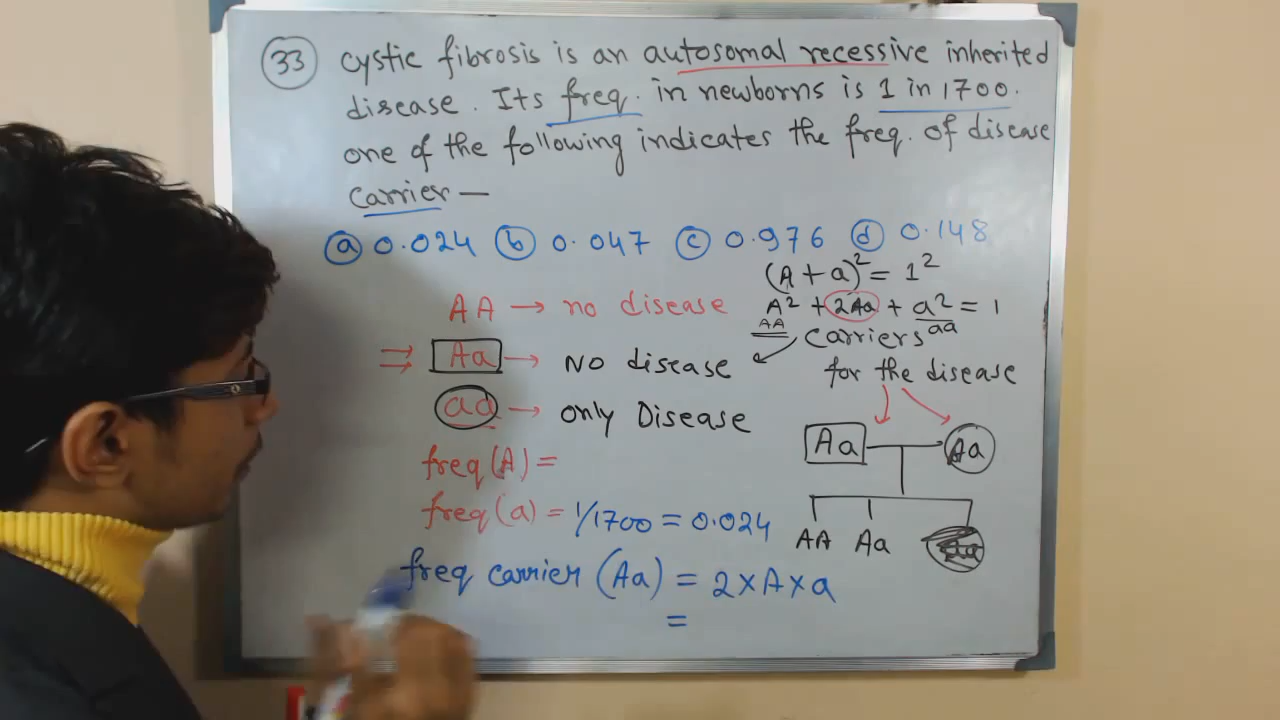 33 Cystic fibrosis is an autosomal recessive inherited
disease. Its freq. in newborns is 1 in 1700.
one of the following indicates the freq. of disease
carrier —
a 0.024 b 0.047 c 0.976 d 0.148
(A + a)² = 1²
AA → no disease
A² + 2Aa + a² = 1
AA
aa
carriers
⇒ Aa → NO disease
for the disease
aa → only Disease
Aa Aa
freq(A) =
freq(a) = 1/1700 = 0.024
AA Aa
freq carrier (Aa) = 2×A×a
=